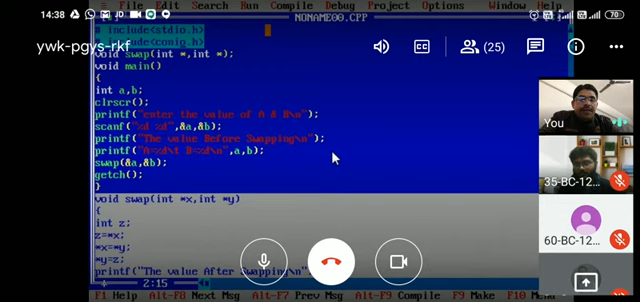 14:38
70
File Edit Search Run Compile Debug Project Options Window Help
NONAME00.CPP
ywk-pgys-rkf
CC
(25)
include<stdio.h>
include<conio.h>
void swap(int *,int *);
void main()
{
int a,b;
clrscr();
printf("enter the value of A & B\n");
scanf("%d %d",&a,&b);
printf("The value Before Swapping\n");
printf("A=%d\t B=%d\n",a,b);
swap(&a,&b);
getch();
}
void swap(int *x,int *y)
{
int z;
z=*x;
*x=*y;
*y=z;
printf("The value After Swapping\n"
You
35-BC-12...
60-BC-12...
2:15
F1 Help Alt-F8 Next Msg Alt-F7 Prev Msg Alt-F9 Compile F9 Make F10 Menu